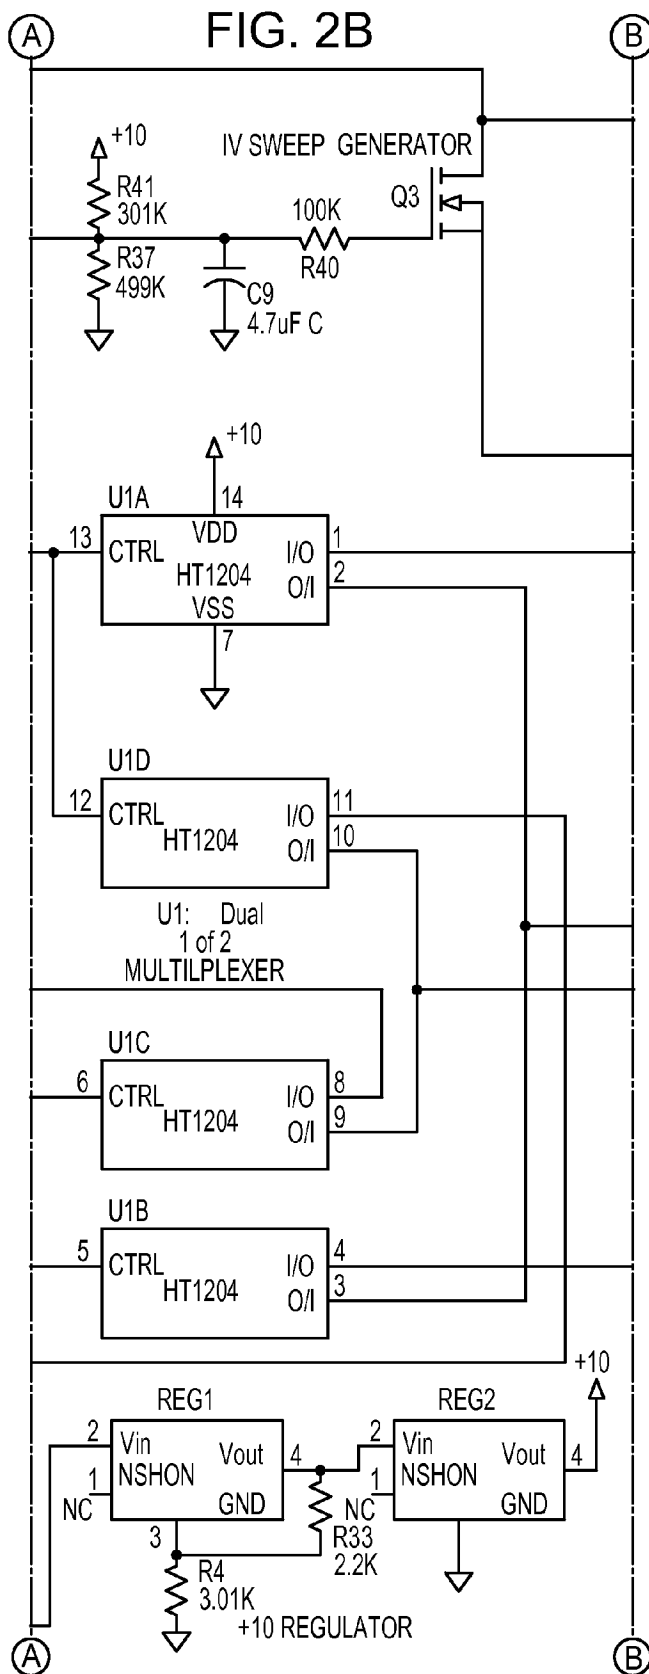 FIG. 2B
A
B
+10
IV SWEEP GENERATOR
R41
301K
Q3
100K
R37
499K
R40
C9
4.7uF C
+10
U1A
14
13
CTRL
VDD
I/O
1
HT1204
O/I
2
VSS
7
U1D
12
CTRL
I/O
11
HT1204
O/I
10
U1: Dual
1 of 2
MULTILPLEXER
U1C
6
CTRL
I/O
8
HT1204
O/I
9
U1B
5
CTRL
I/O
4
HT1204
O/I
3
+10
REG1
REG2
2
Vin
Vout
4
2
Vin
Vout
4
1
NSHON
1
NSHON
NC
GND
NC
GND
3
R33
2.2K
R4
3.01K
+10 REGULATOR
A
B